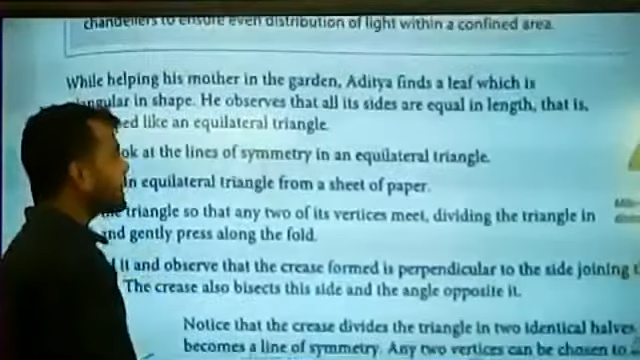 chandeliers to ensure even distribution of light within a confined area.
While helping his mother in the garden, Aditya finds a leaf which is
in shape. He observes that all its sides are equal in length, that is,
like an equilateral triangle.
at the lines of symmetry in an equilateral triangle.
equilateral triangle from a sheet of paper.
triangle so that any two of its vertices meet, dividing the triangle in
and gently press along the fold.
it and observe that the crease formed is perpendicular to the side joining
The crease also bisects this side and the angle opposite it.
Notice that the crease divides the triangle in two identical halves
becomes a line of symmetry. Any two vertices can be chosen to